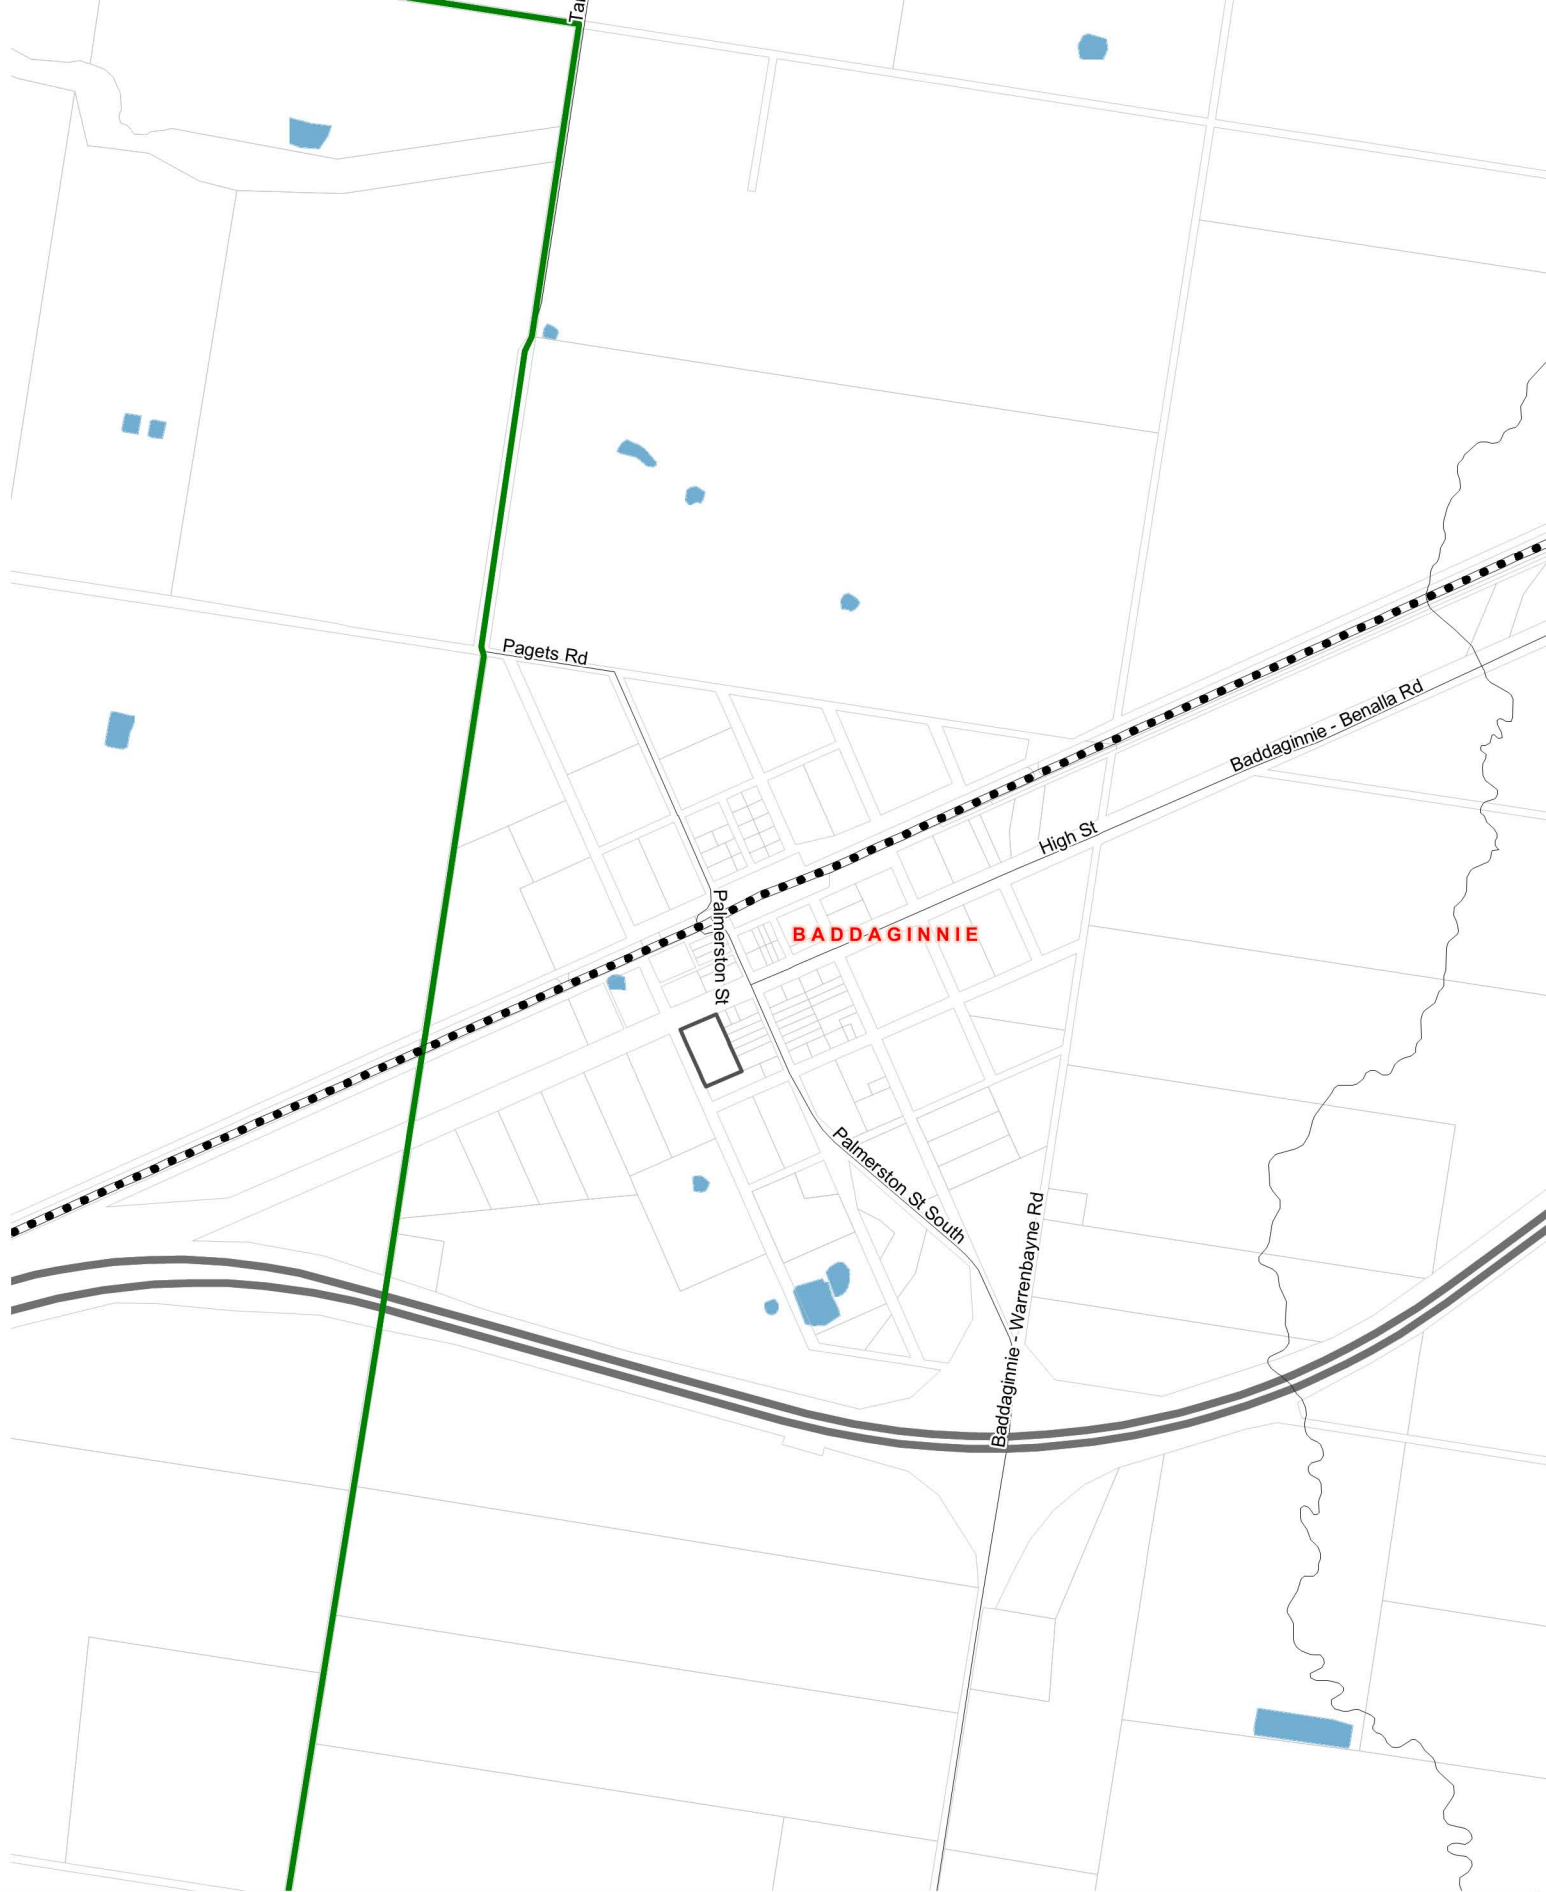 Pagets Rd
Baddaginnie - Benalla Rd
High St
Palmerston St
BADDAGINNIE
Palmerston St South
Baddaginnie - Warrenbayne Rd